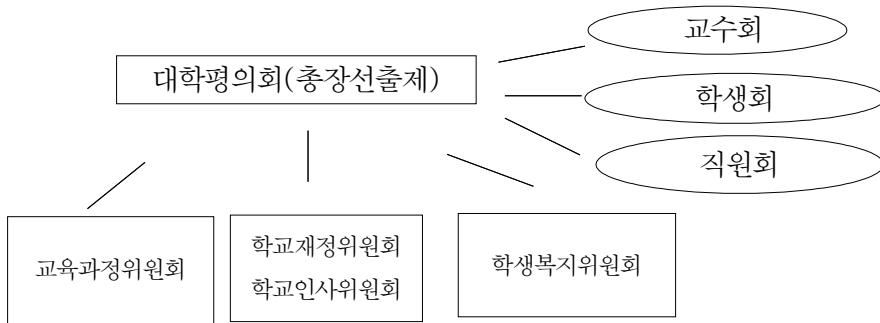 교수회
대학평의회(총장선출제)
학생회
직원회
교육과정위원회
학교재정위원회
학교인사위원회
학생복지위원회